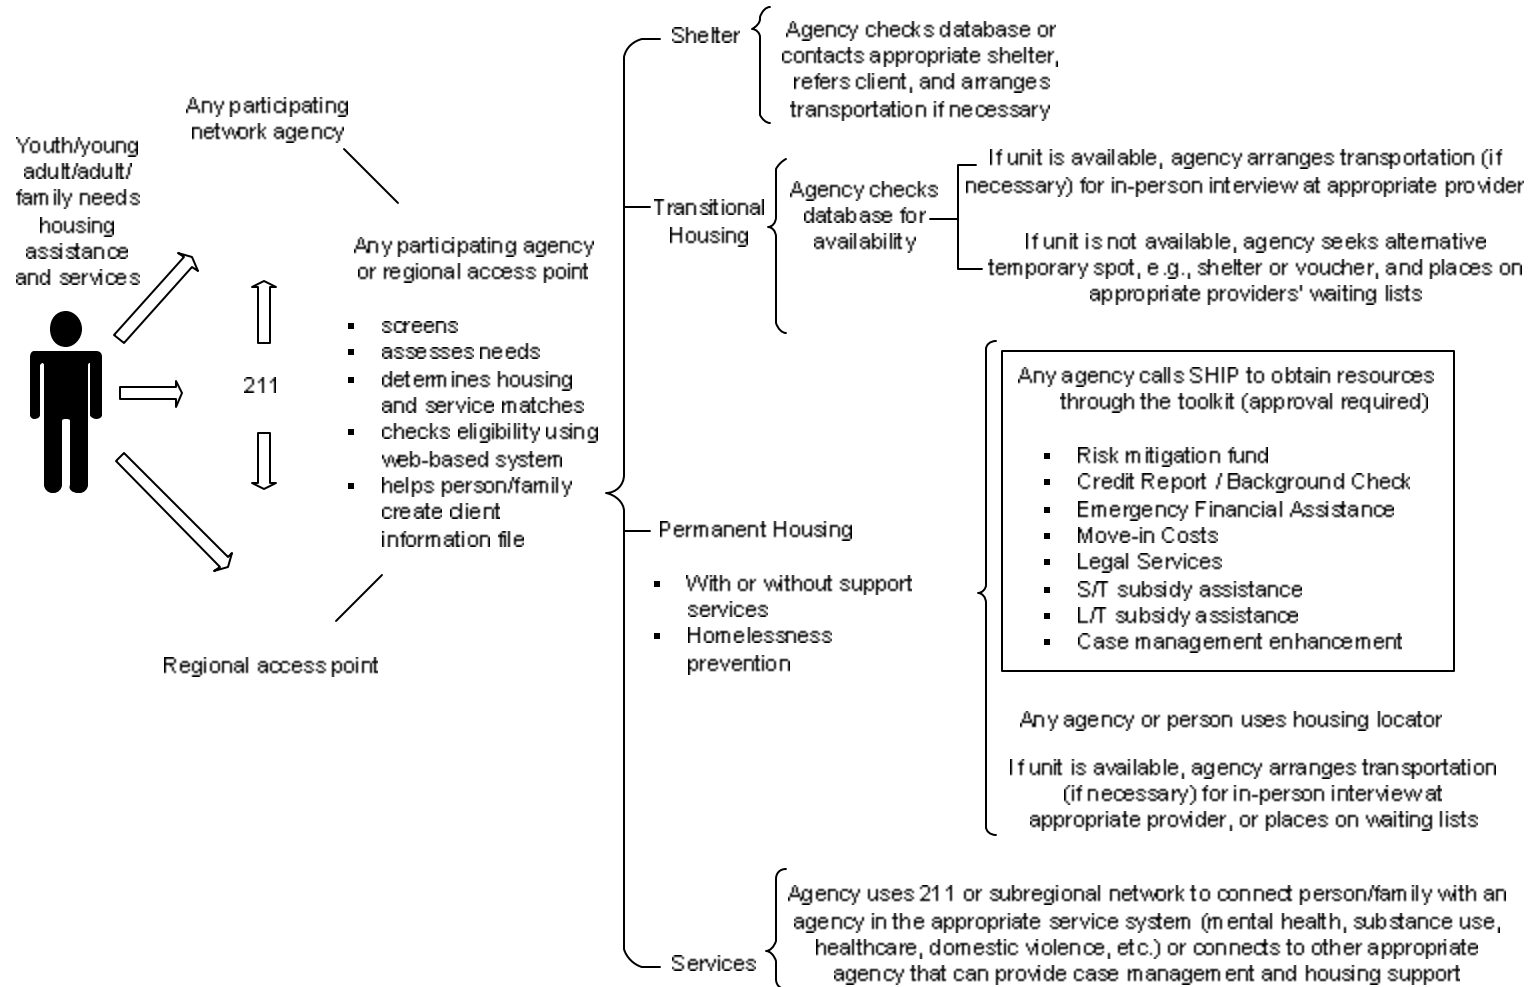 Youth/young
adult/adult/
family needs
housing
assistance
and services
Any participating
network agency
211
Regional access point
Any participating agency
or regional access point
▪ screens
▪ assesses needs
▪ determines housing
and service matches
▪ checks eligibility using
web-based system
▪ helps person/family
create client
information file
Shelter
Agency checks database or
contacts appropriate shelter,
refers client, and arranges
transportation if necessary
Transitional
Housing
Agency checks
database for
availability
If unit is available, agency arranges transportation (if
necessary) for in-person interview at appropriate provider
If unit is not available, agency seeks alternative
temporary spot, e.g., shelter or voucher, and places on
appropriate providers' waiting lists
Permanent Housing
▪ With or without support
services
▪ Homelessness
prevention
Any agency calls SHIP to obtain resources
through the toolkit (approval required)
▪ Risk mitigation fund
▪ Credit Report / Background Check
▪ Emergency Financial Assistance
▪ Move-in Costs
▪ Legal Services
▪ S/T subsidy assistance
▪ L/T subsidy assistance
▪ Case management enhancement
Any agency or person uses housing locator
If unit is available, agency arranges transportation
(if necessary) for in-person interview at
appropriate provider, or places on waiting lists
Services
Agency uses 211 or subregional network to connect person/family with an
agency in the appropriate service system (mental health, substance use,
healthcare, domestic violence, etc.) or connects to other appropriate
agency that can provide case management and housing support